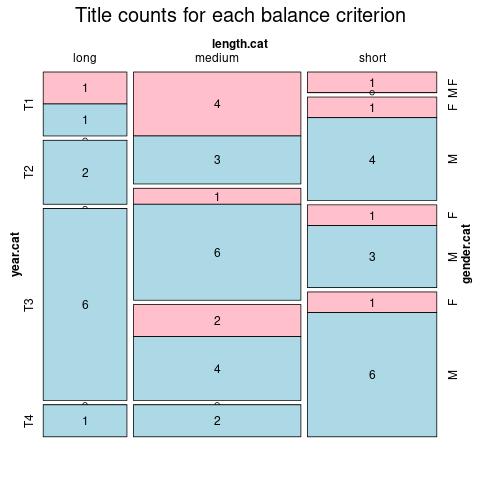 Title counts for each balance criterion
length.cat
long medium short
T1 1 4 1 F
M
1 3 1 F
T2 2 1 4 M
6 1 F
year.cat T3 6 2 3 M gender.cat
4 1 F
6 M
T4 1 2